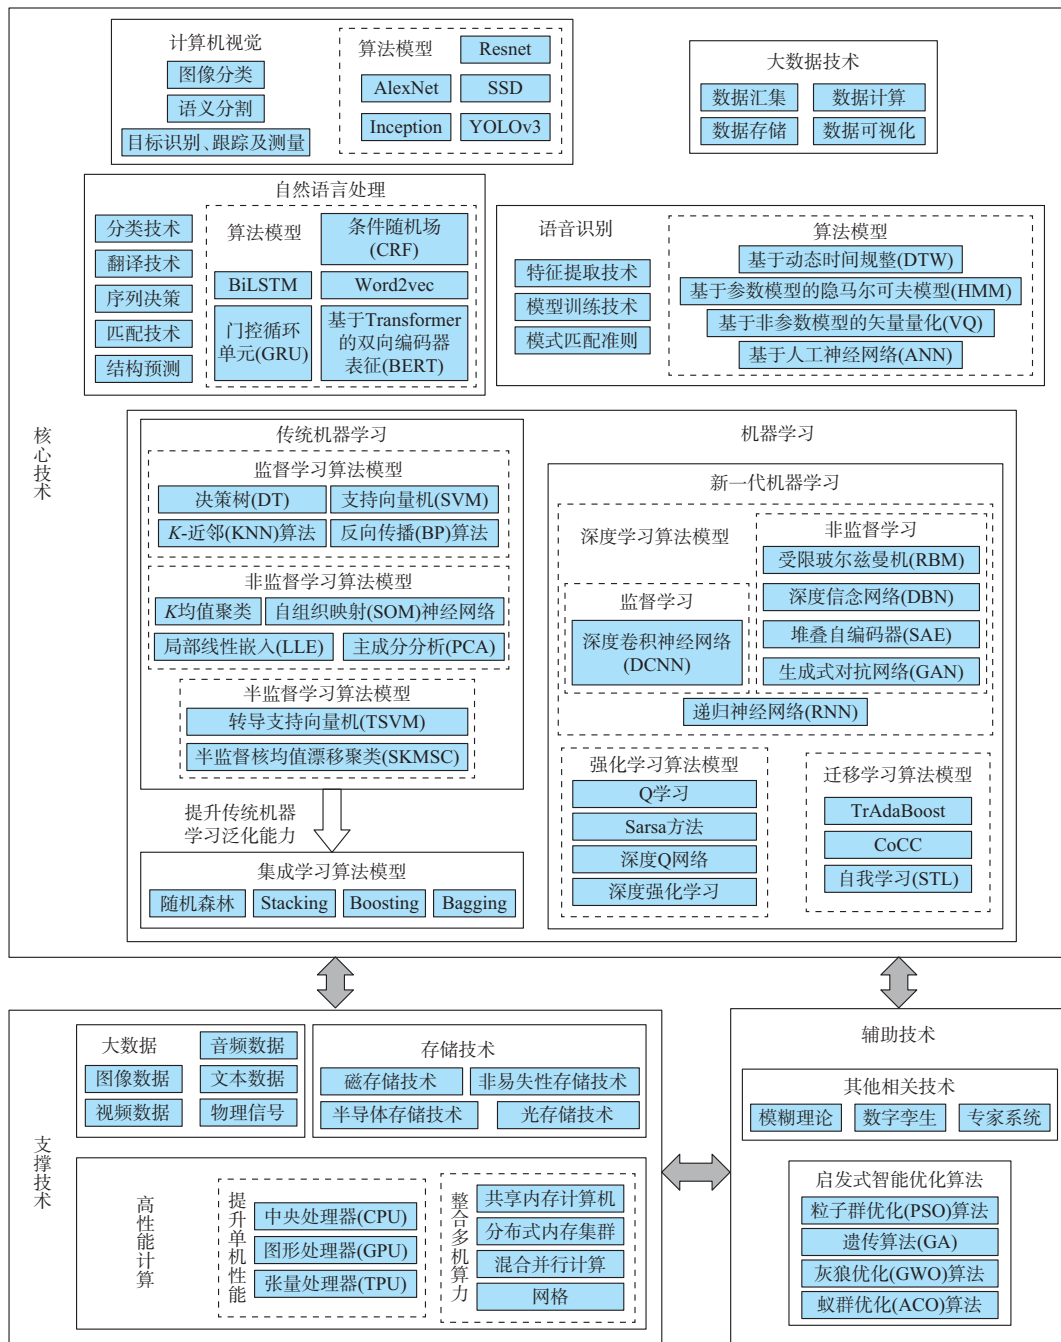 核心技术
计算机视觉
图像分类
语义分割
目标识别、跟踪及测量
算法模型
Resnet
AlexNet
SSD
Inception
YOLOv3
大数据技术
数据汇集
数据计算
数据存储
数据可视化
自然语言处理
分类技术
翻译技术
序列决策
匹配技术
结构预测
算法模型
条件随机场
(CRF)
BiLSTM
Word2vec
门控循环
单元(GRU)
基于Transformer
的双向编码器
表征(BERT)
语音识别
特征提取技术
模型训练技术
模式匹配准则
算法模型
基于动态时间规整(DTW)
基于参数模型的隐马尔可夫模型(HMM)
基于非参数模型的矢量量化(VQ)
基于人工神经网络(ANN)
机器学习
传统机器学习
监督学习算法模型
决策树(DT)
支持向量机(SVM)
K-近邻(KNN)算法
反向传播(BP)算法
非监督学习算法模型
K均值聚类
自组织映射(SOM)神经网络
局部线性嵌入(LLE)
主成分分析(PCA)
半监督学习算法模型
转导支持向量机(TSVM)
半监督核均值漂移聚类(SKMSC)
提升传统机器
学习泛化能力
集成学习算法模型
随机森林
Stacking
Boosting
Bagging
新一代机器学习
深度学习算法模型
监督学习
深度卷积神经网络
(DCNN)
非监督学习
受限玻尔兹曼机(RBM)
深度信念网络(DBN)
堆叠自编码器(SAE)
生成式对抗网络(GAN)
递归神经网络(RNN)
强化学习算法模型
Q学习
Sarsa方法
深度Q网络
深度强化学习
迁移学习算法模型
TrAdaBoost
CoCC
自我学习(STL)
支撑技术
大数据
音频数据
图像数据
文本数据
视频数据
物理信号
存储技术
磁存储技术
非易失性存储技术
半导体存储技术
光存储技术
高性能计算
提升单机性能
中央处理器(CPU)
图形处理器(GPU)
张量处理器(TPU)
整合多机算力
共享内存计算机
分布式内存集群
混合并行计算
网格
辅助技术
其他相关技术
模糊理论
数字孪生
专家系统
启发式智能优化算法
粒子群优化(PSO)算法
遗传算法(GA)
灰狼优化(GWO)算法
蚁群优化(ACO)算法